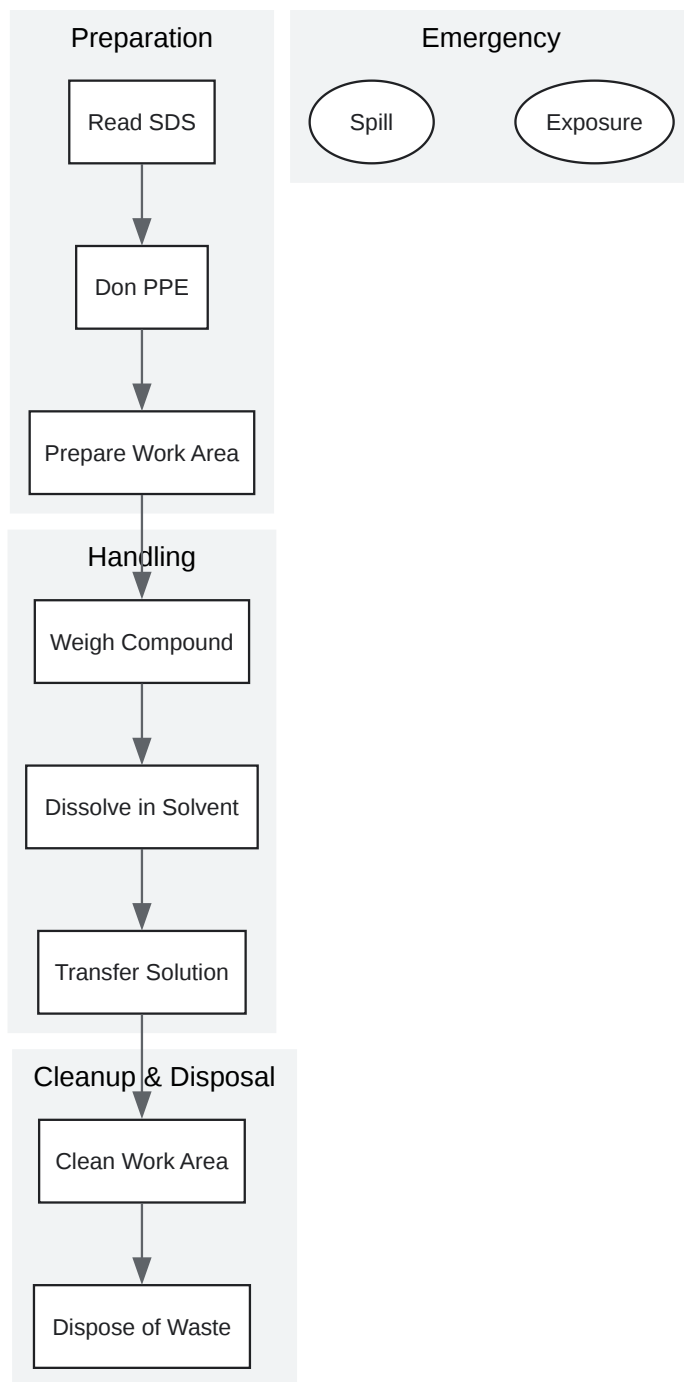 Preparation
Read SDS
Don PPE
Prepare Work Area
Handling
Weigh Compound
Dissolve in Solvent
Transfer Solution
Cleanup & Disposal
Clean Work Area
Dispose of Waste
Emergency
Spill
Exposure